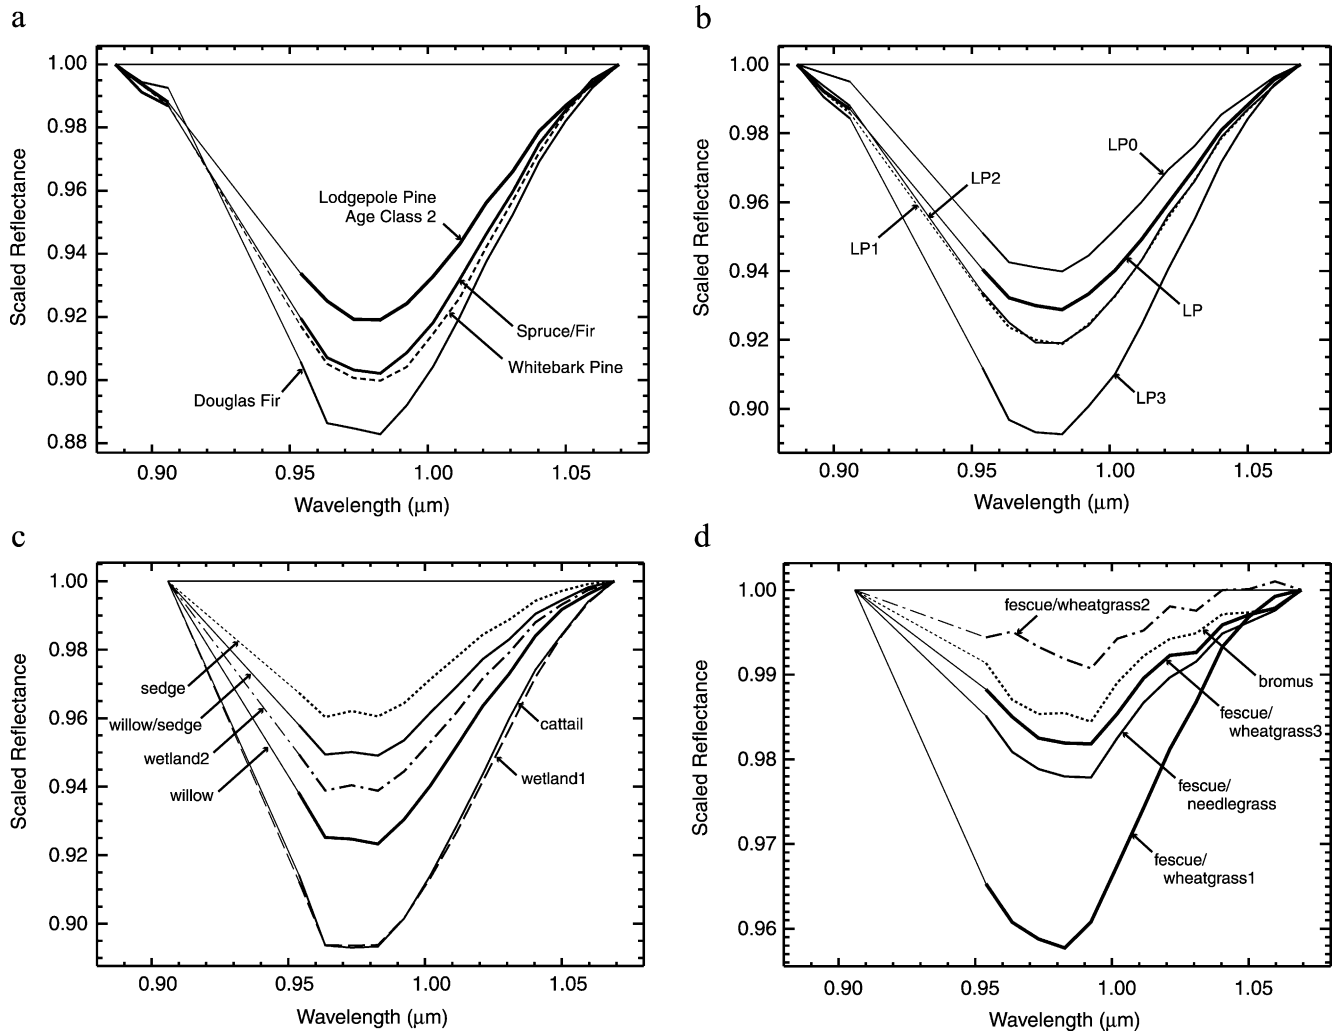 a
1.00
0.98
0.96
0.94
0.92
0.90
0.88
Scaled Reflectance
Lodgepole Pine
Age Class 2
Spruce/Fir
Whitebark Pine
Douglas Fir
0.90
0.95
1.00
1.05
Wavelength (μm)
b
1.00
0.98
0.96
0.94
0.92
0.90
Scaled Reflectance
LP0
LP2
LP1
LP
LP3
0.90
0.95
1.00
1.05
Wavelength (μm)
c
1.00
0.98
0.96
0.94
0.92
0.90
Scaled Reflectance
sedge
willow/sedge
wetland2
willow
cattail
wetland1
0.90
0.95
1.00
1.05
Wavelength (μm)
d
1.00
0.99
0.98
0.97
0.96
Scaled Reflectance
fescue/wheatgrass2
bromus
fescue/
wheatgrass3
fescue/
needlegrass
fescue/
wheatgrass1
0.90
0.95
1.00
1.05
Wavelength (μm)